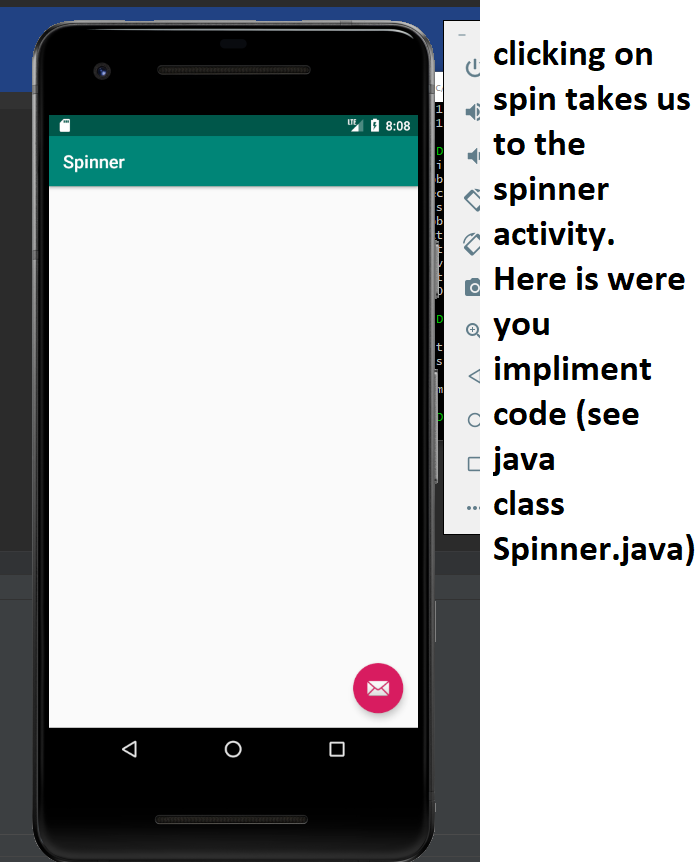 LTE 8:08
Spinner
clicking on
spin takes us
to the
spinner
activity.
Here is were
you
impliment
code (see
java
class
Spinner.java)